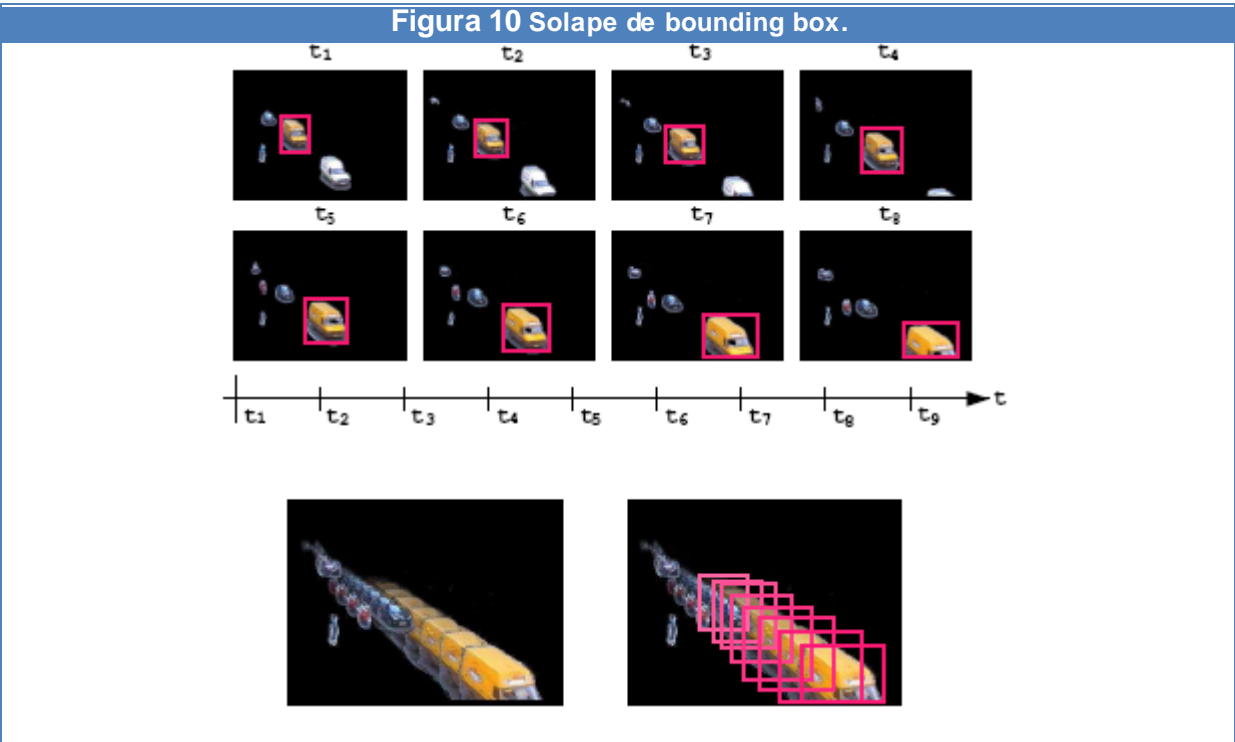 Figura 10 Solape de bounding box.
t₁ t₂ t₃ t₄
t₅ t₆ t₇ t₈
t
t₁ t₂ t₃ t₄ t₅ t₆ t₇ t₈ t₉